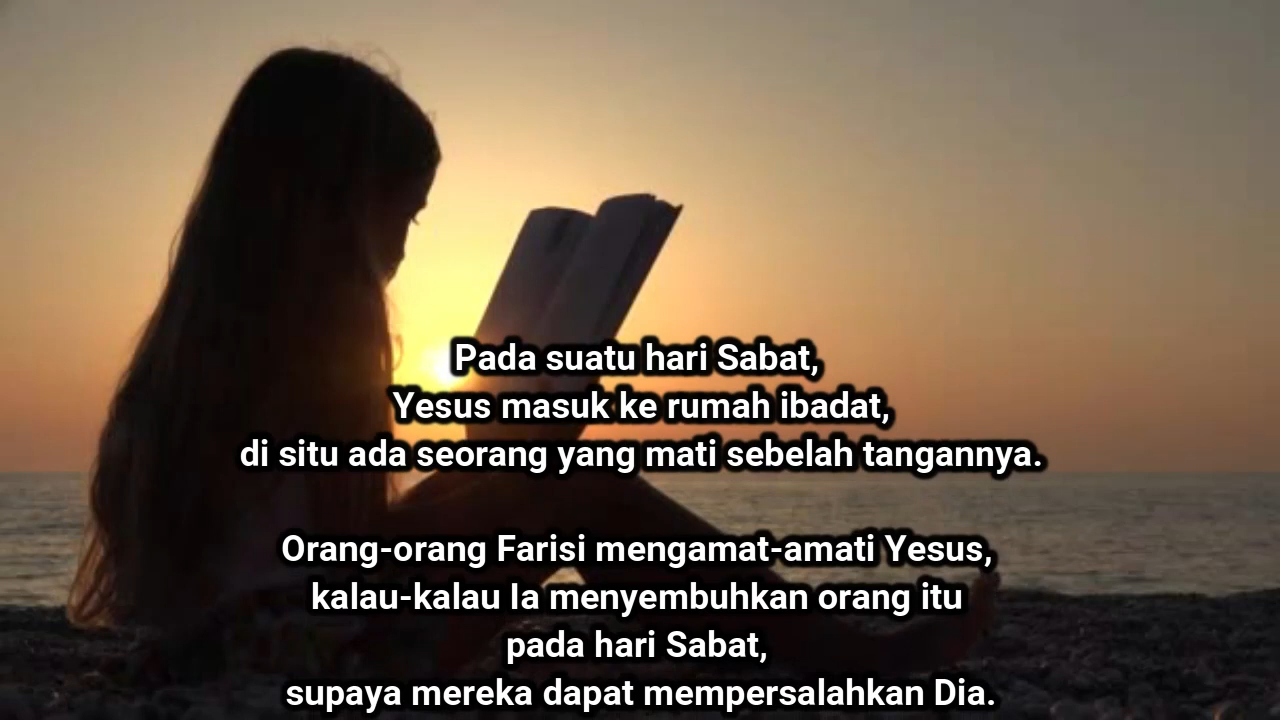 Pada suatu hari Sabat,
Yesus masuk ke rumah ibadat,
di situ ada seorang yang mati sebelah tangannya.
Orang-orang Farisi mengamat-amati Yesus,
kalau-kalau Ia menyembuhkan orang itu
pada hari Sabat,
supaya mereka dapat mempersalahkan Dia.